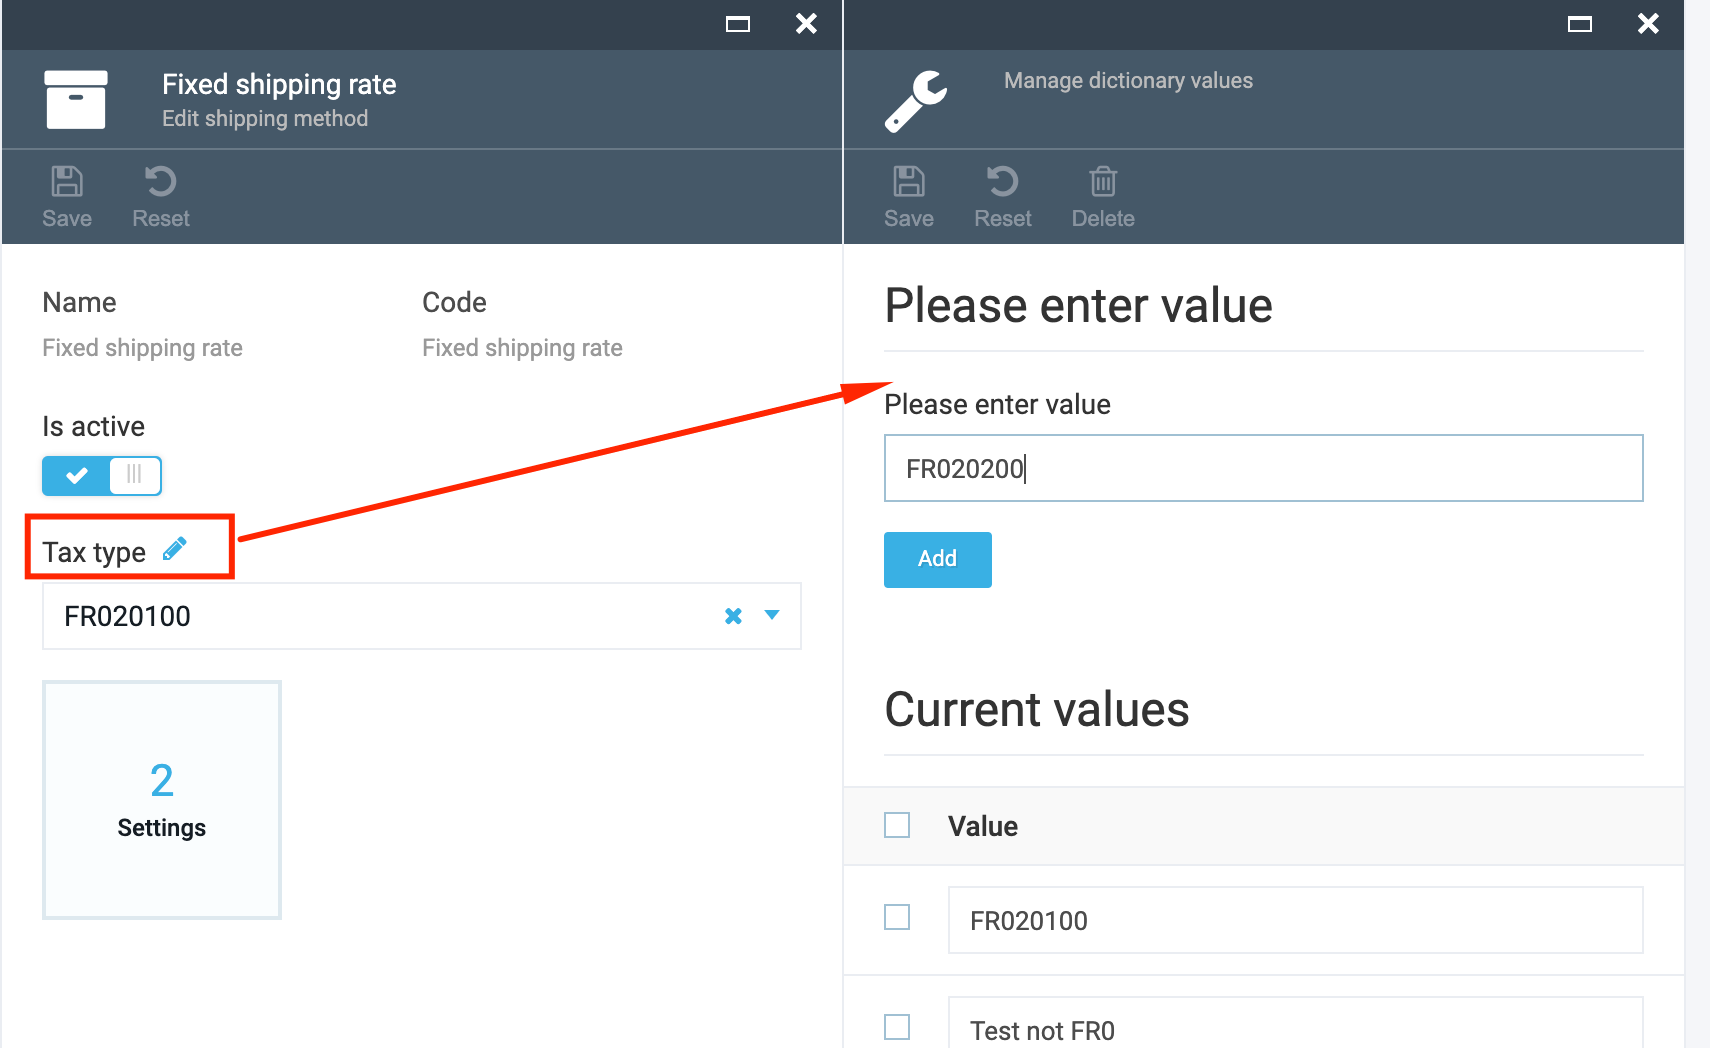 Fixed shipping rate
Edit shipping method
Save Reset
Name Code
Fixed shipping rate Fixed shipping rate
Is active
Tax type
FR020100
2
Settings
Manage dictionary values
Save Reset Delete
Please enter value
Please enter value
FR020200
Add
Current values
Value
FR020100
Test not FR0